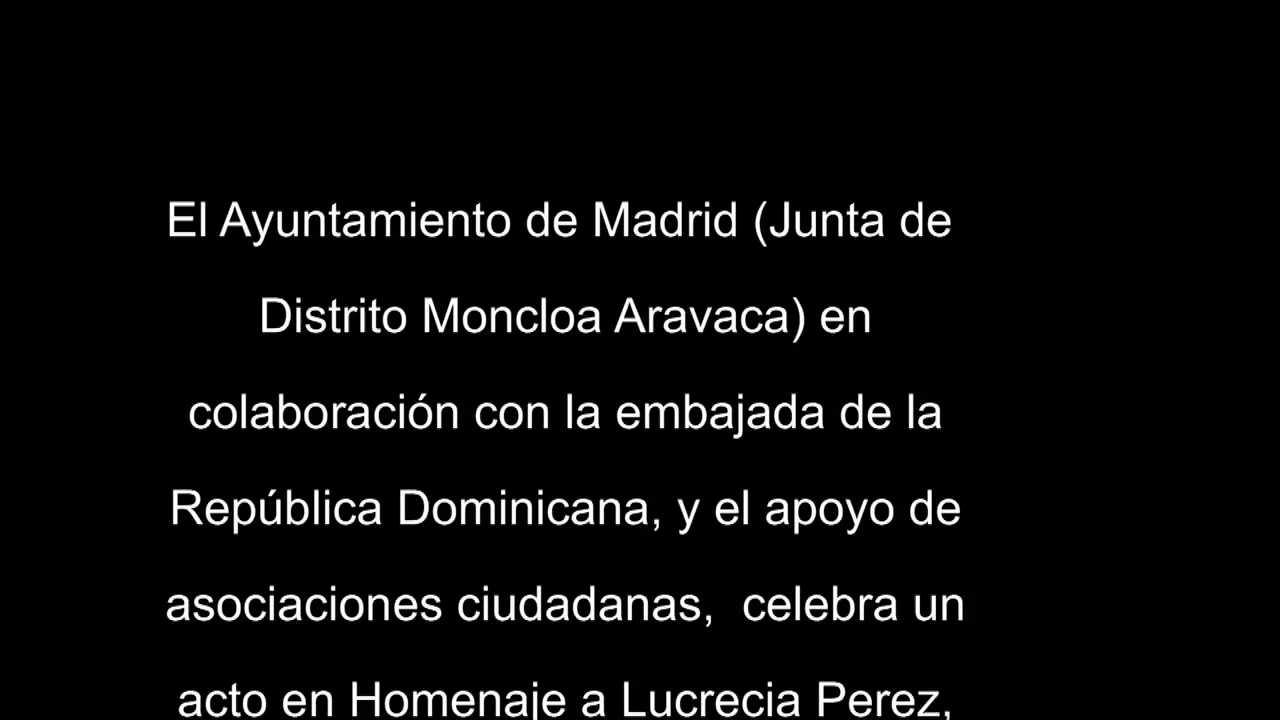 El Ayuntamiento de Madrid (Junta de
Distrito Moncloa Aravaca) en
colaboración con la embajada de la
República Dominicana, y el apoyo de
asociaciones ciudadanas,  celebra un
acto en Homenaje a Lucrecia Perez,